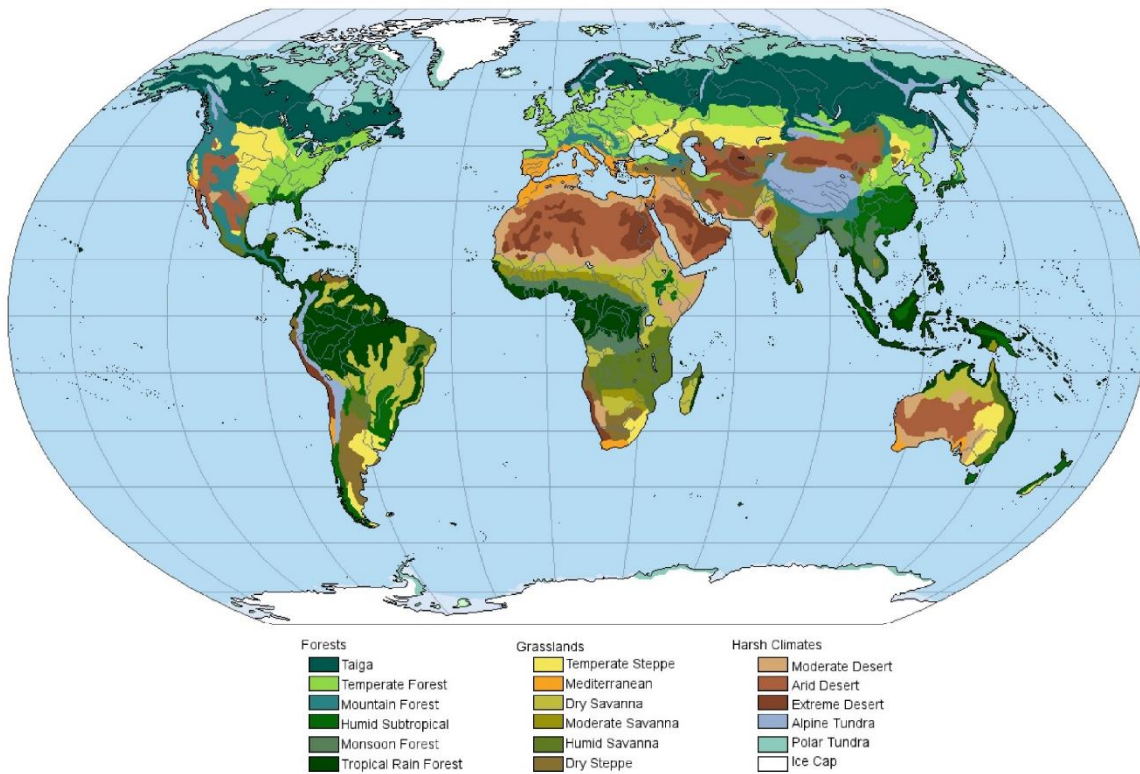 Forests
Taiga
Temperate Forest
Mountain Forest
Humid Subtropical
Monsoon Forest
Tropical Rain Forest
Grasslands
Temperate Steppe
Mediterranean
Dry Savanna
Moderate Savanna
Humid Savanna
Dry Steppe
Harsh Climates
Moderate Desert
Arid Desert
Extreme Desert
Alpine Tundra
Polar Tundra
Ice Cap